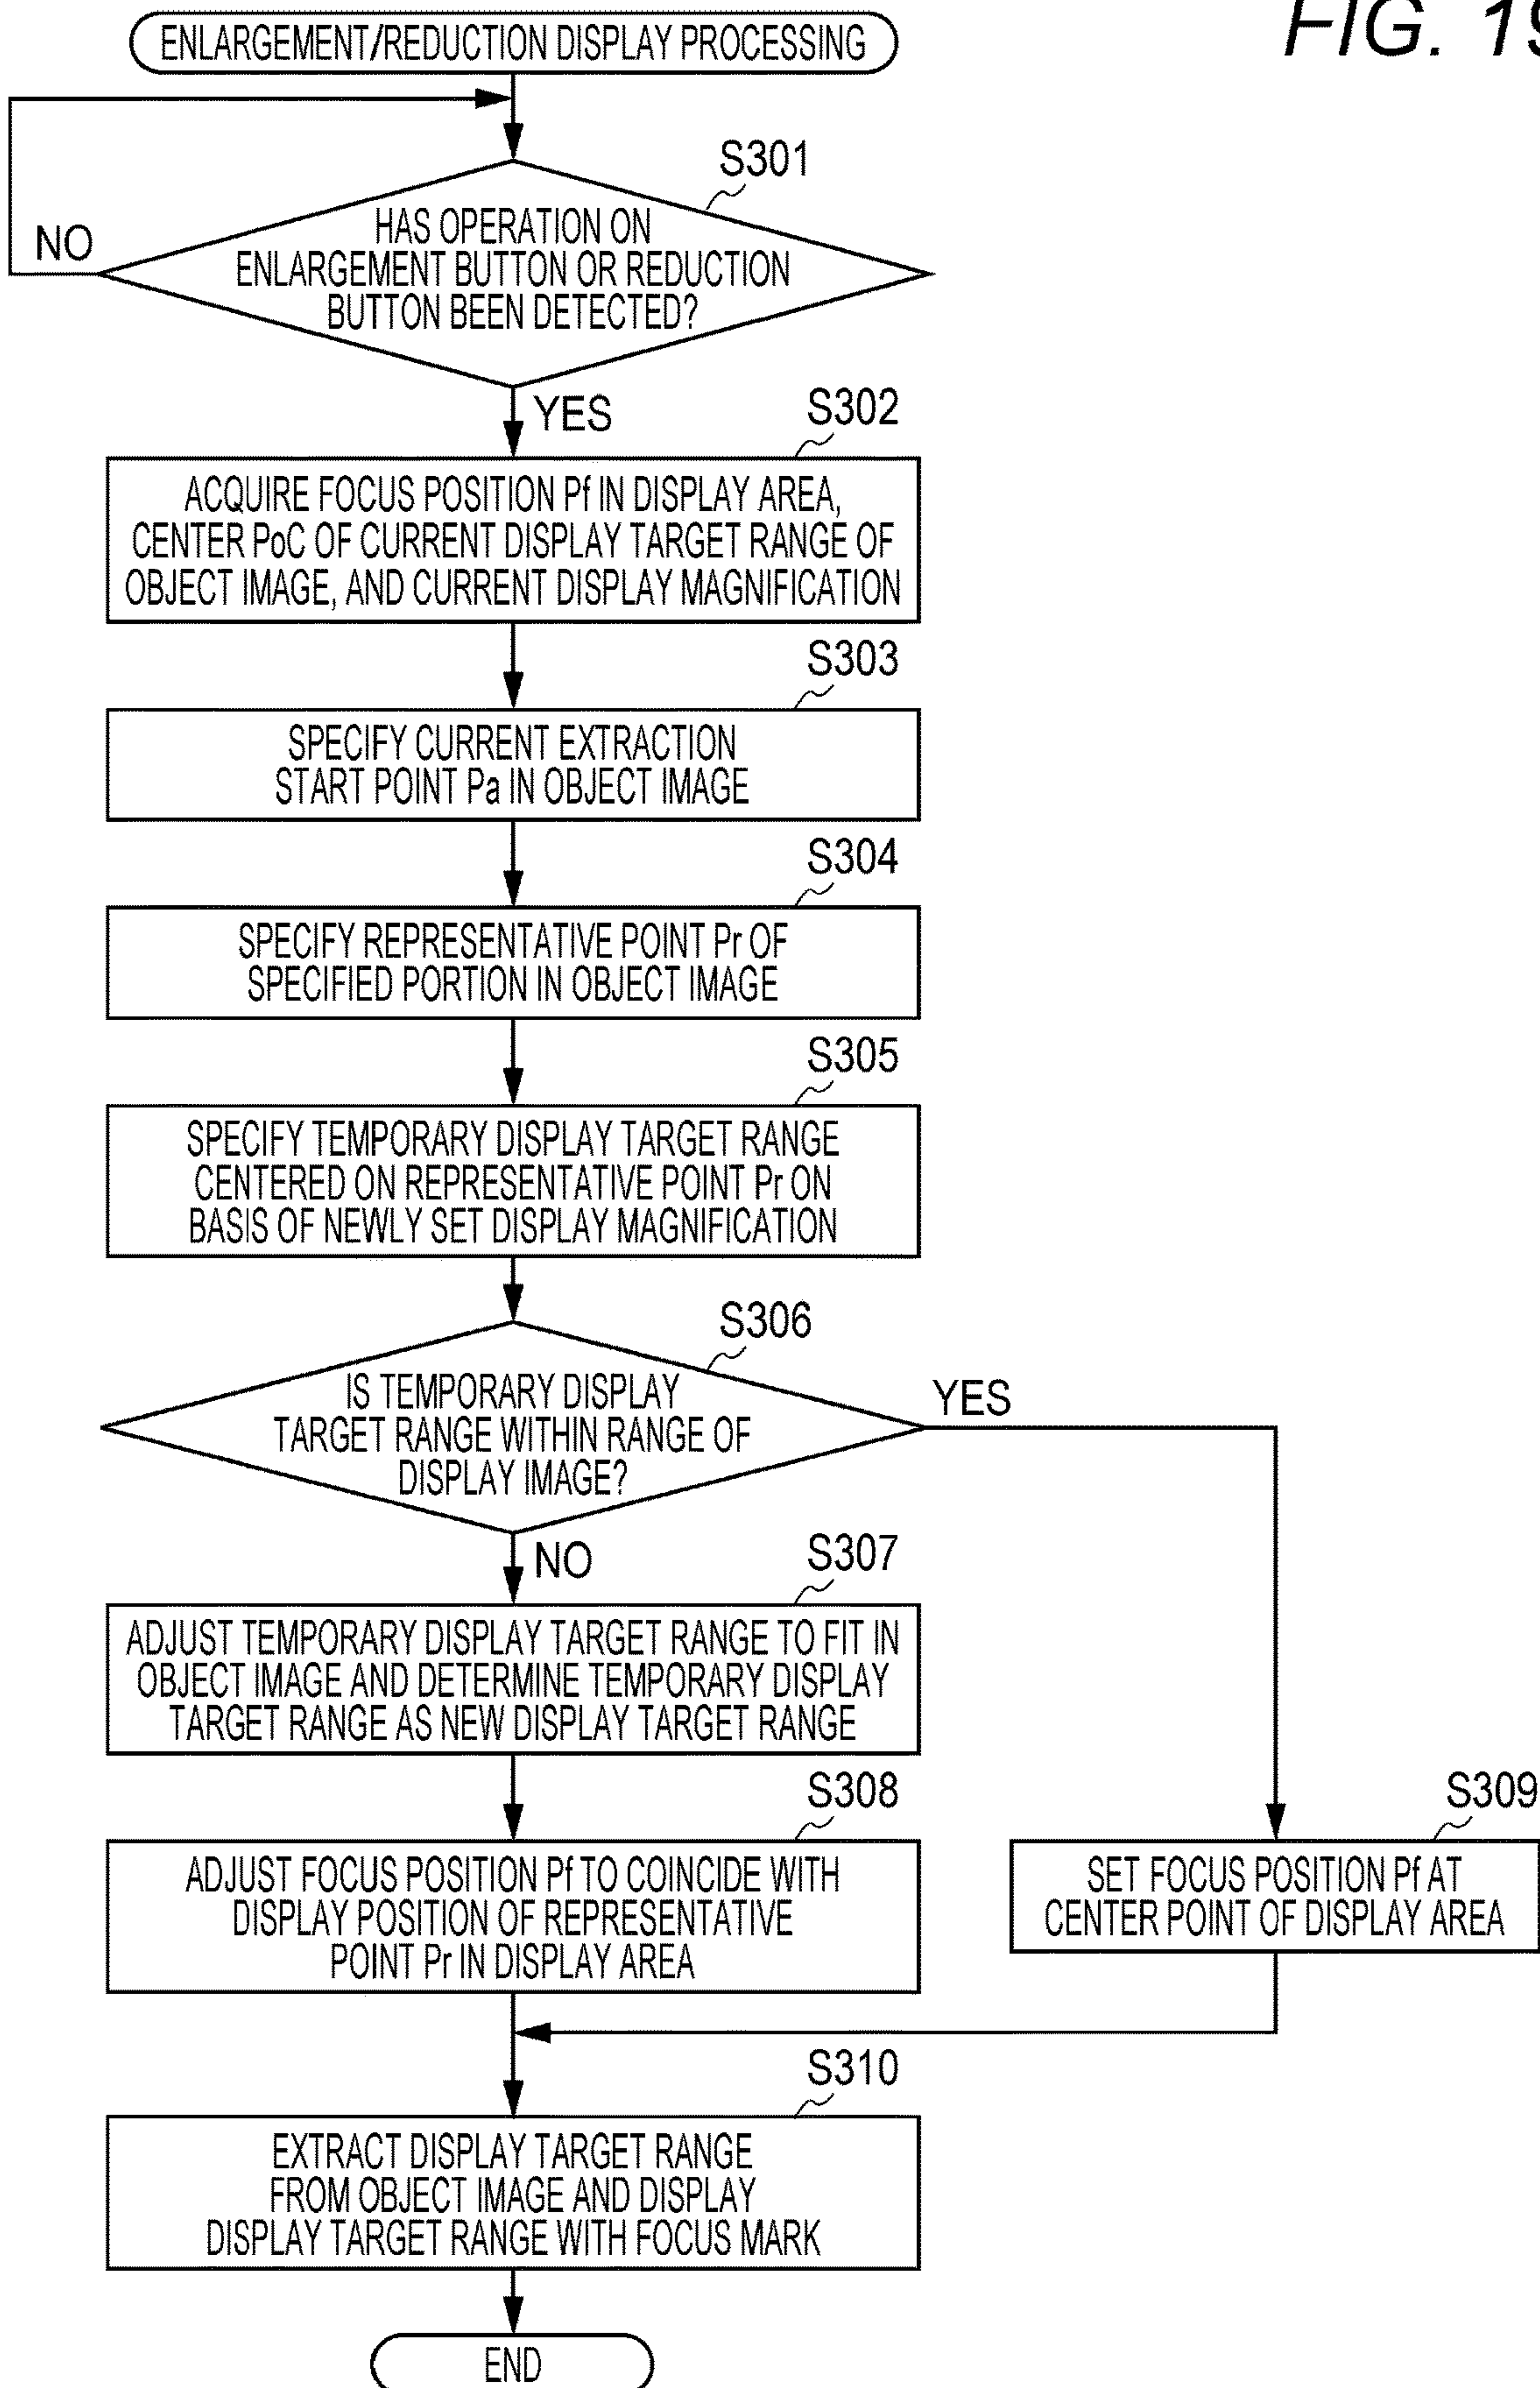 FIG. 19
ENLARGEMENT/REDUCTION DISPLAY PROCESSING
S301
HAS OPERATION ON
ENLARGEMENT BUTTON OR REDUCTION
BUTTON BEEN DETECTED?
NO
YES
S302
ACQUIRE FOCUS POSITION Pf IN DISPLAY AREA,
CENTER PoC OF CURRENT DISPLAY TARGET RANGE OF
OBJECT IMAGE, AND CURRENT DISPLAY MAGNIFICATION
S303
SPECIFY CURRENT EXTRACTION
START POINT Pa IN OBJECT IMAGE
S304
SPECIFY REPRESENTATIVE POINT Pr OF
SPECIFIED PORTION IN OBJECT IMAGE
S305
SPECIFY TEMPORARY DISPLAY TARGET RANGE
CENTERED ON REPRESENTATIVE POINT Pr ON
BASIS OF NEWLY SET DISPLAY MAGNIFICATION
S306
IS TEMPORARY DISPLAY
TARGET RANGE WITHIN RANGE OF
DISPLAY IMAGE?
YES
NO
S307
ADJUST TEMPORARY DISPLAY TARGET RANGE TO FIT IN
OBJECT IMAGE AND DETERMINE TEMPORARY DISPLAY
TARGET RANGE AS NEW DISPLAY TARGET RANGE
S308
ADJUST FOCUS POSITION Pf TO COINCIDE WITH
DISPLAY POSITION OF REPRESENTATIVE
POINT Pr IN DISPLAY AREA
S309
SET FOCUS POSITION Pf AT
CENTER POINT OF DISPLAY AREA
S310
EXTRACT DISPLAY TARGET RANGE
FROM OBJECT IMAGE AND DISPLAY
DISPLAY TARGET RANGE WITH FOCUS MARK
END